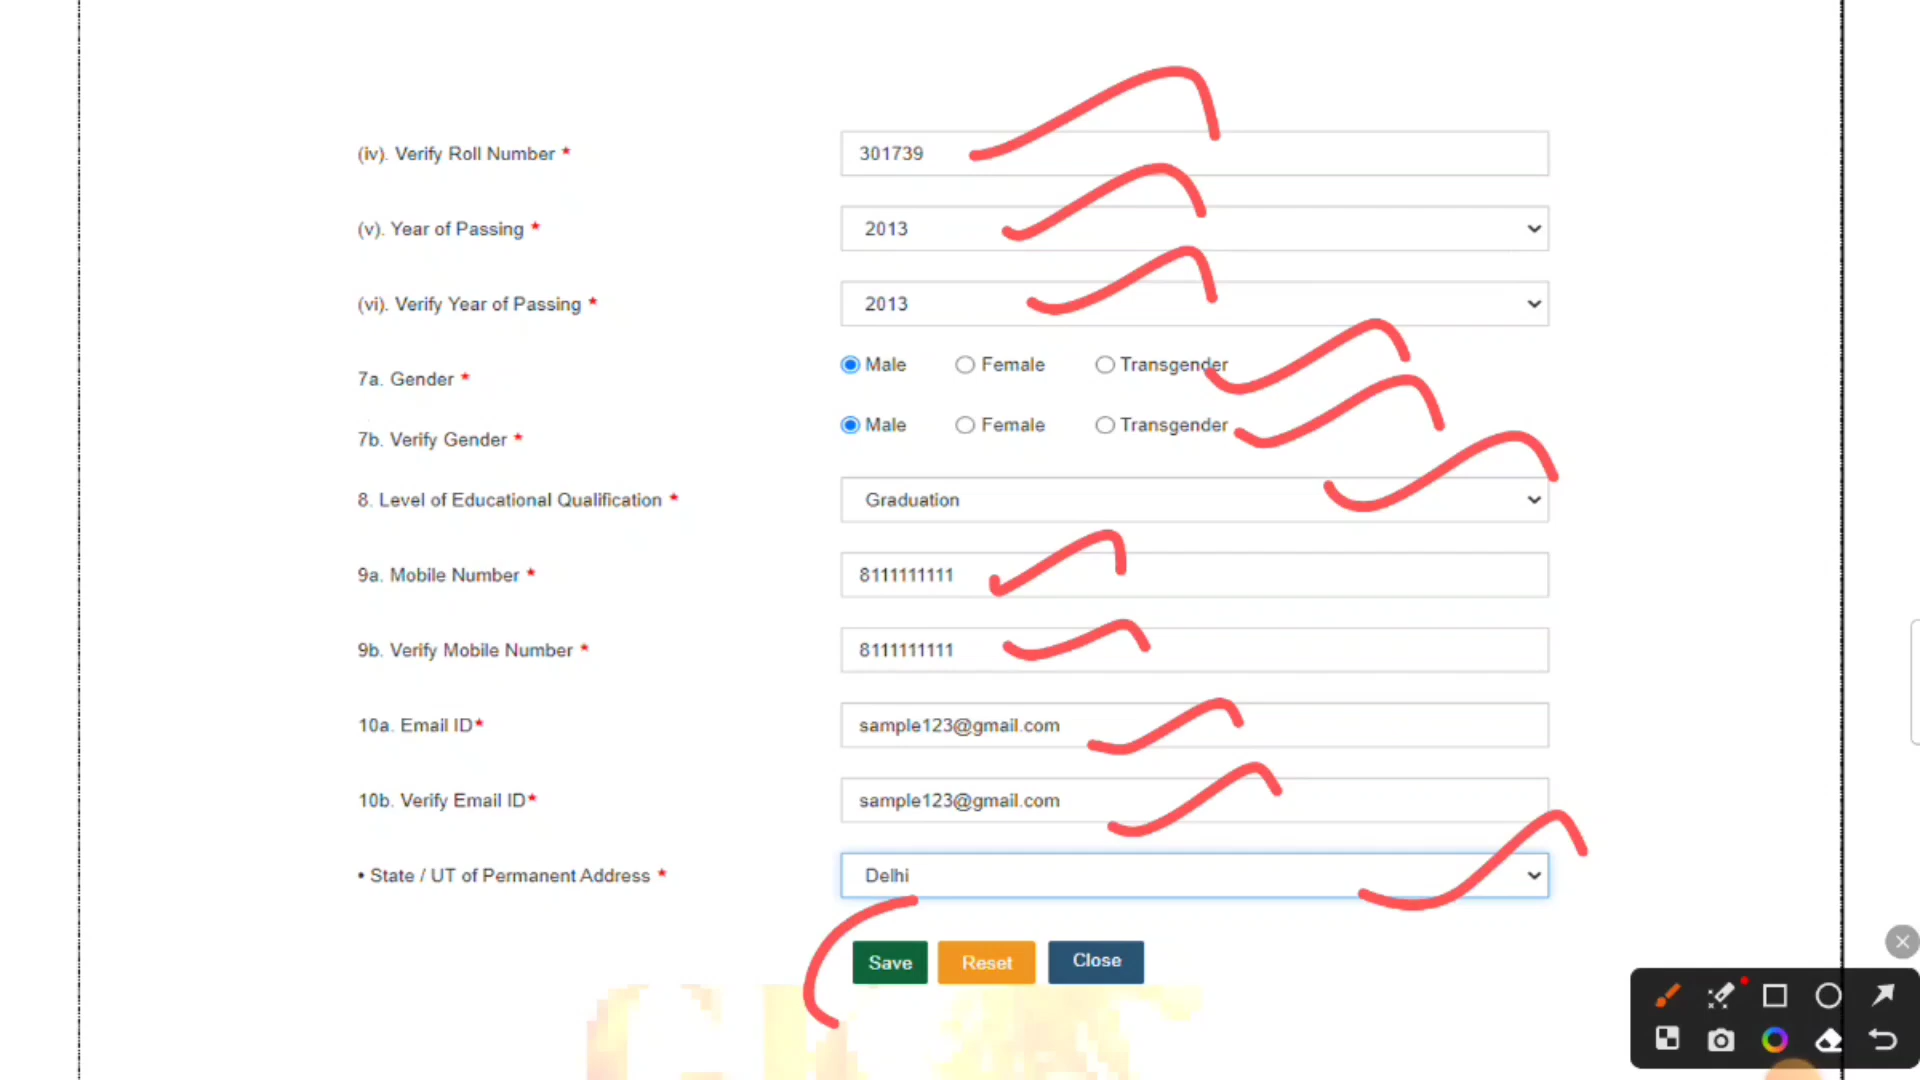 (iv). Verify Roll Number * 301739
(v). Year of Passing * 2013
(vi). Verify Year of Passing * 2013
7a. Gender * Male Female Transgender
7b. Verify Gender * Male Female Transgender
8. Level of Educational Qualification * Graduation
9a. Mobile Number * 8111111111
9b. Verify Mobile Number * 8111111111
10a. Email ID* sample123@gmail.com
10b. Verify Email ID* sample123@gmail.com
• State / UT of Permanent Address * Delhi
Save Reset Close